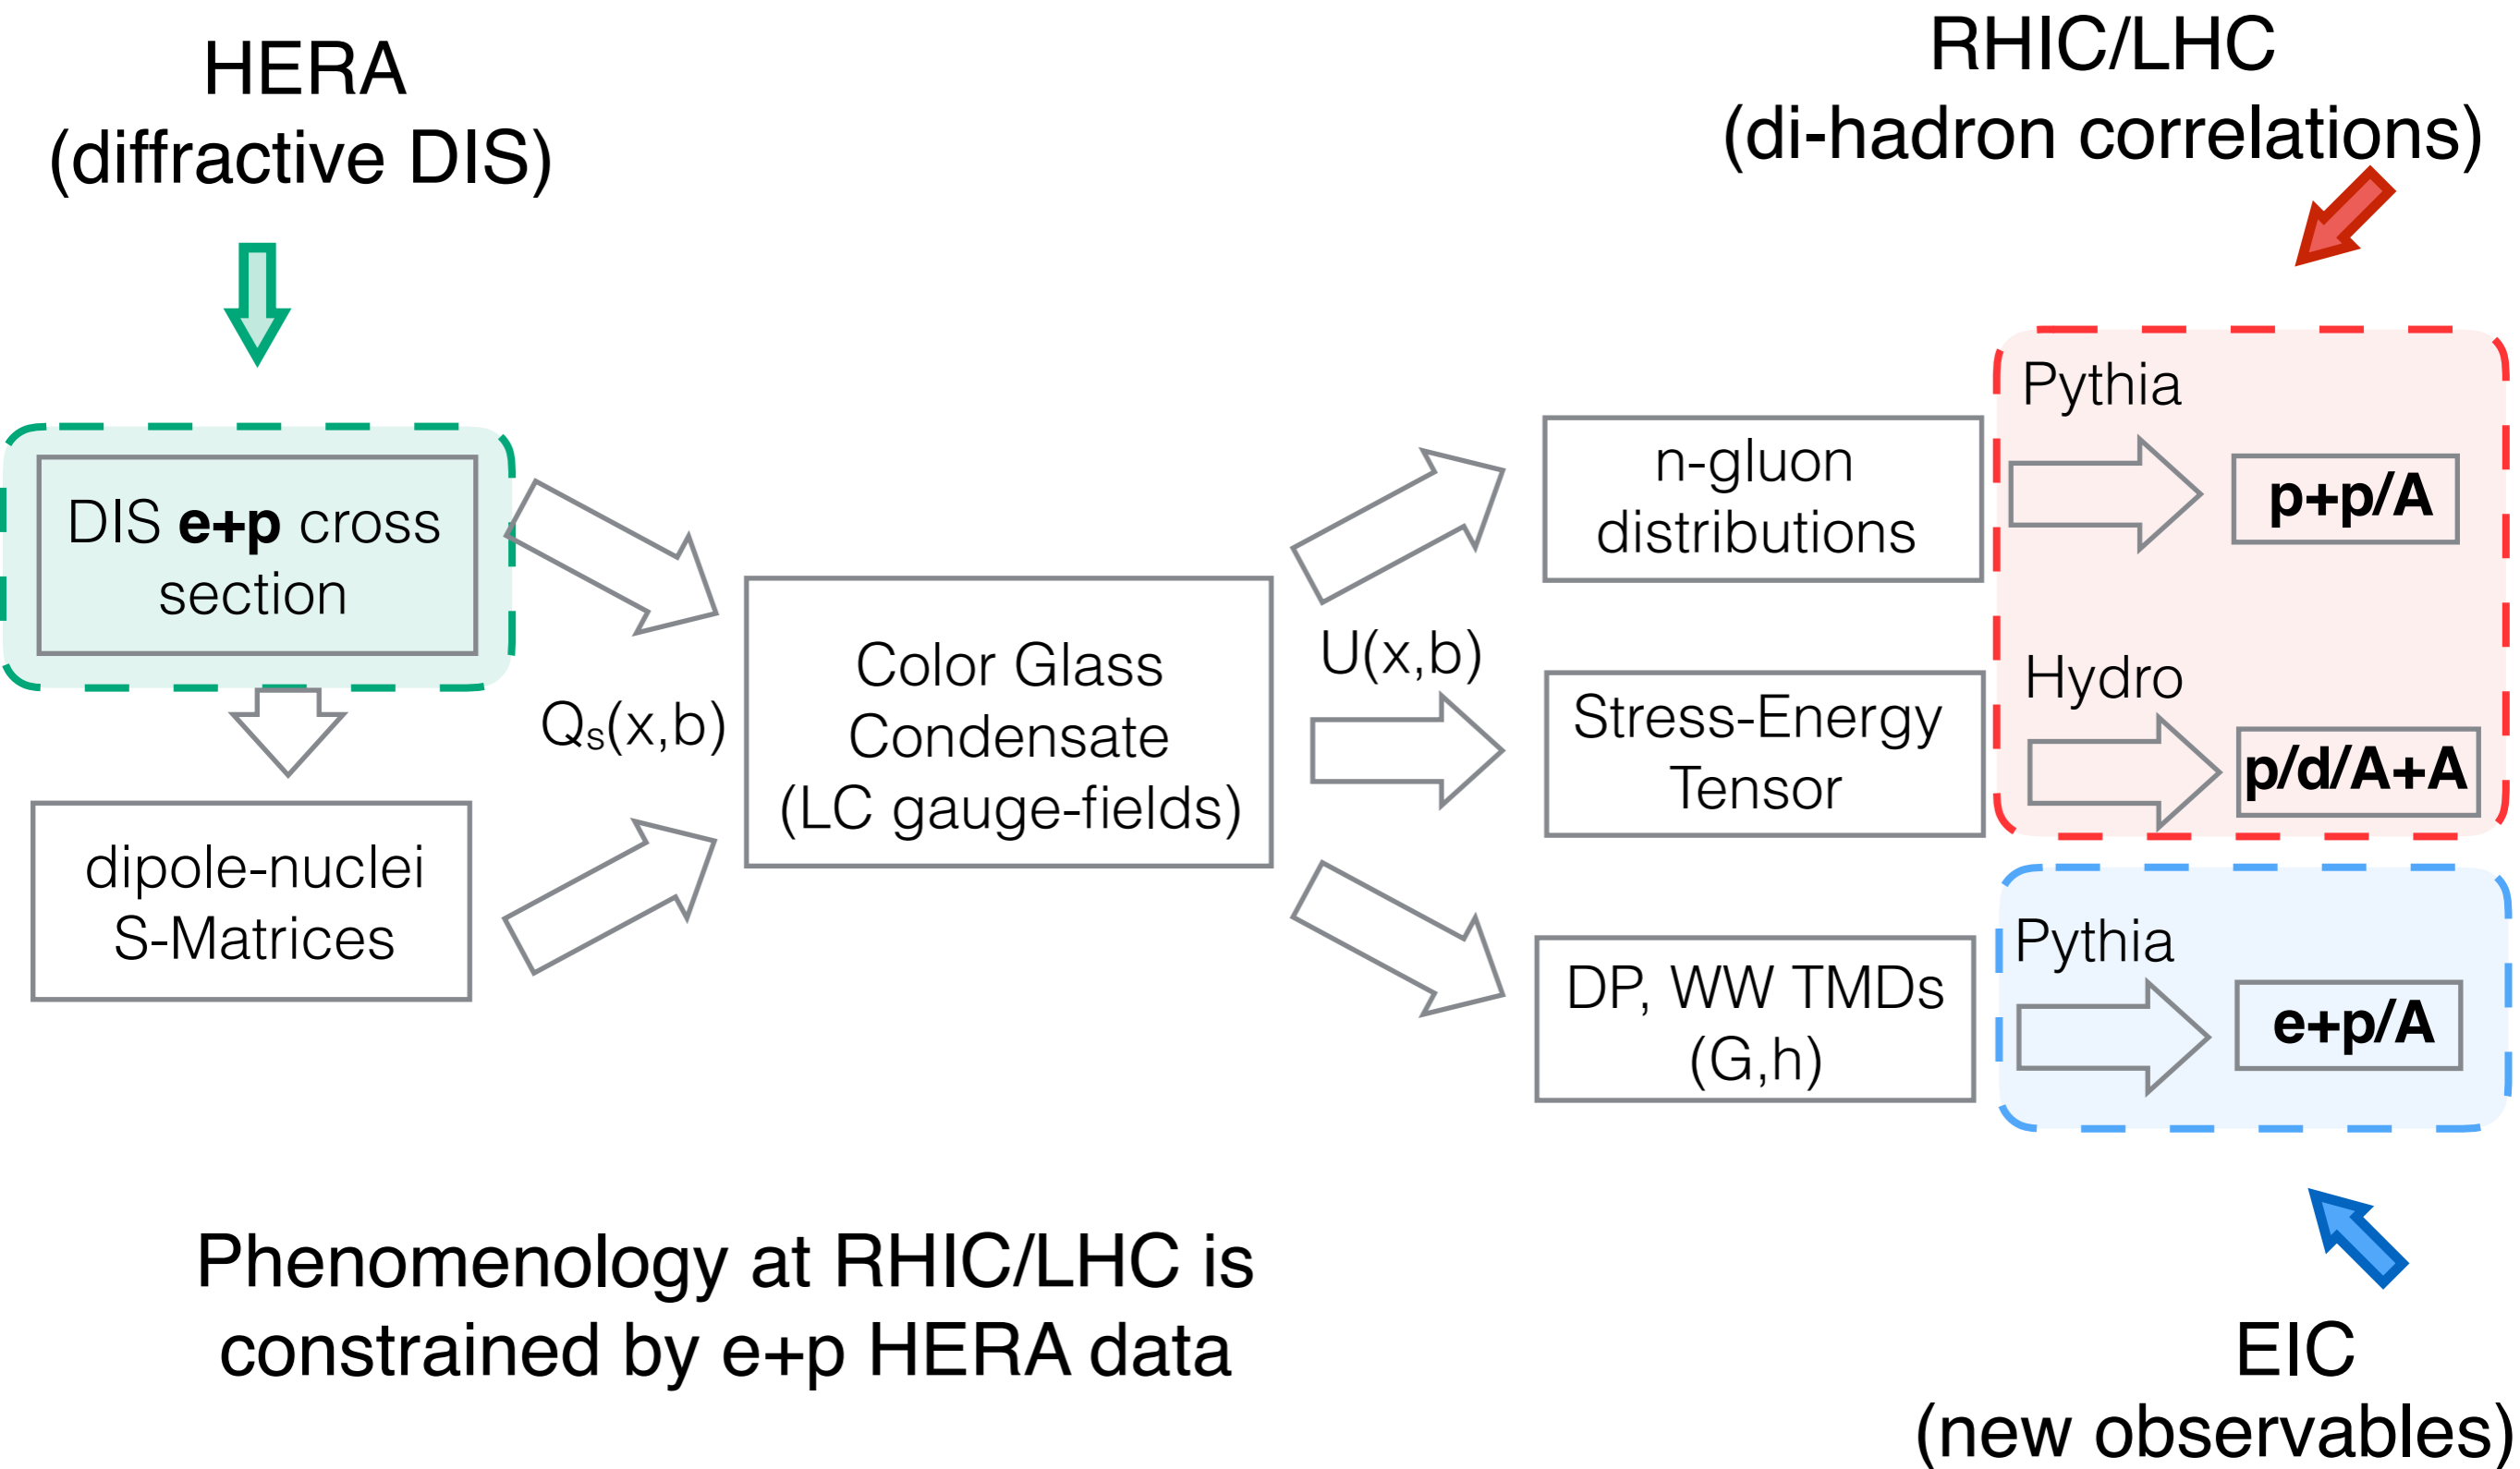 HERA
(diffractive DIS)
RHIC/LHC
(di-hadron correlations)
DIS e+p cross
section
dipole-nuclei
S-Matrices
Qs(x,b)
Color Glass
Condensate
(LC gauge-fields)
U(x,b)
n-gluon
distributions
Stress-Energy
Tensor
DP, WW TMDs
(G,h)
Pythia
p+p/A
Hydro
p/d/A+A
Pythia
e+p/A
Phenomenology at RHIC/LHC is
constrained by e+p HERA data
EIC
(new observables)